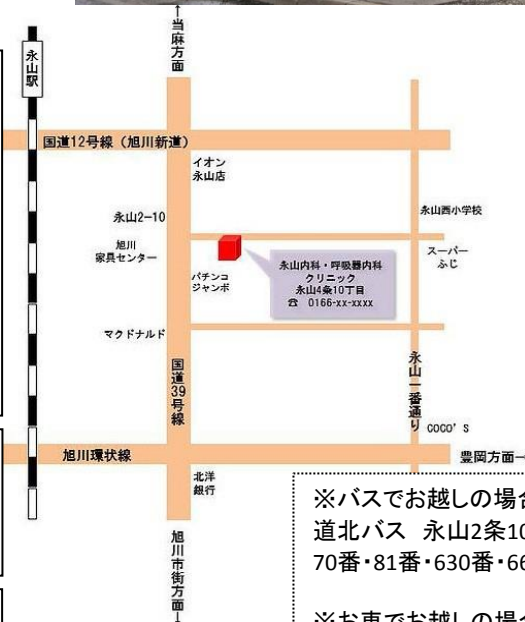 ↑当麻方面
永山駅
国道12号線（旭川新道）
イオン
永山店
永山2-10
永山西小学校
旭川
家具センター
スーパー
ふじ
永山内科・呼吸器内科
クリニック
永山4条10丁目
☎ 0166-xx-xxxx
パチンコ
ジャンボ
マクドナルド
国道39号線
永山一番通り
COCO'S
旭川環状線
豊岡方面→
北洋
銀行
旭川市街方面→
※バスでお越しの場合
道北バス 永山2条10
70番・81番・630番・66
※お車でお越しの場合